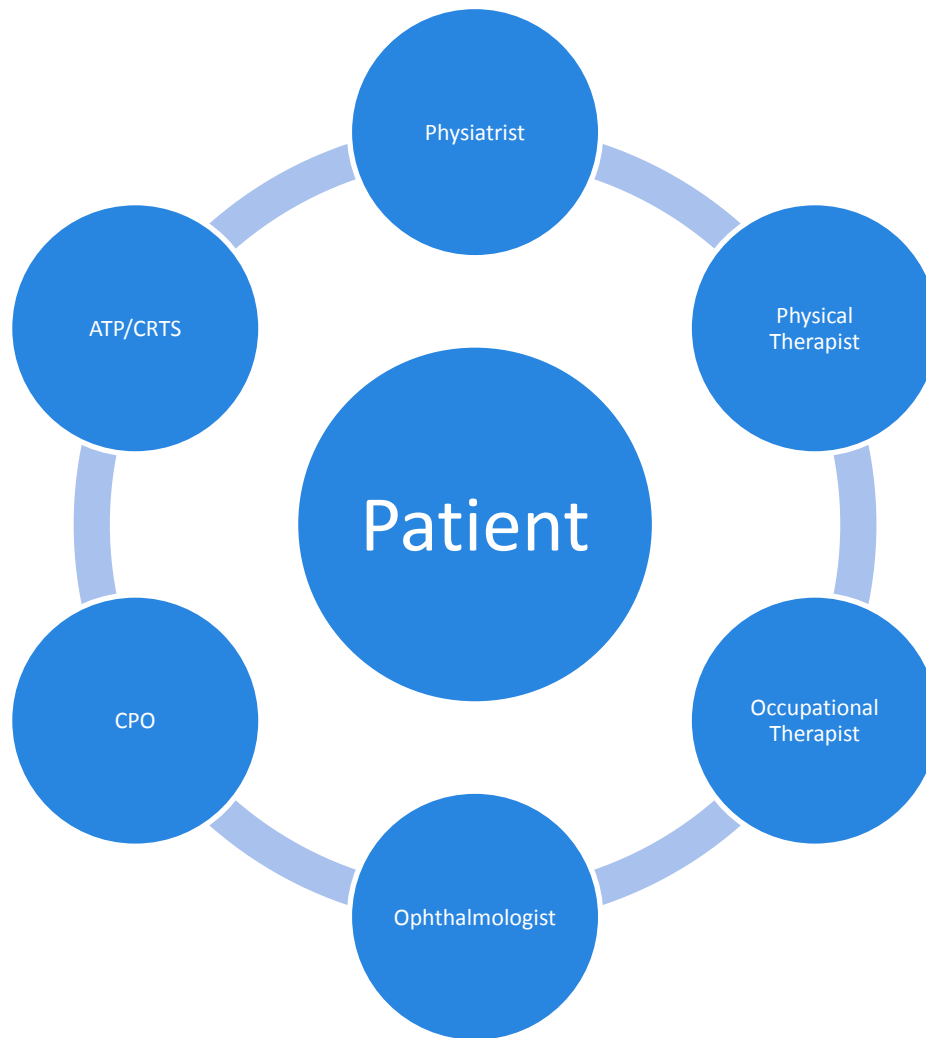 Physiatrist
Physical
Therapist
Occupational
Therapist
Ophthalmologist
CPO
ATP/CRTS
Patient